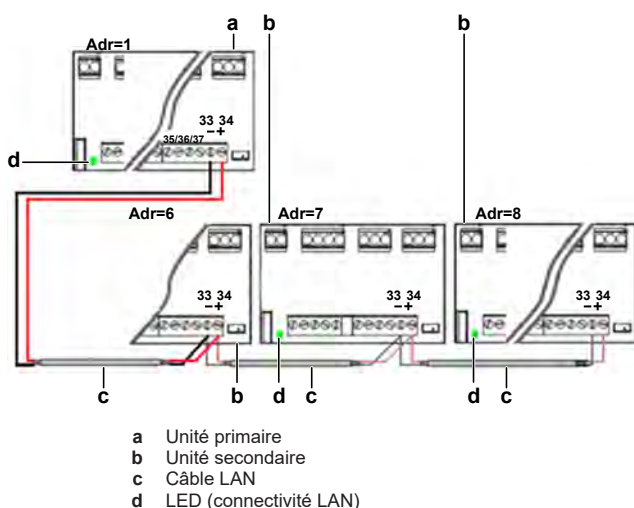 a b b
Adr=1
33 34
35/36/37 – +
d
Adr=6 Adr=7 Adr=8
33 34 33 34 33 34
– + – + – +
c b d c d c
a Unité primaire
b Unité secondaire
c Câble LAN
d LED (connectivité LAN)